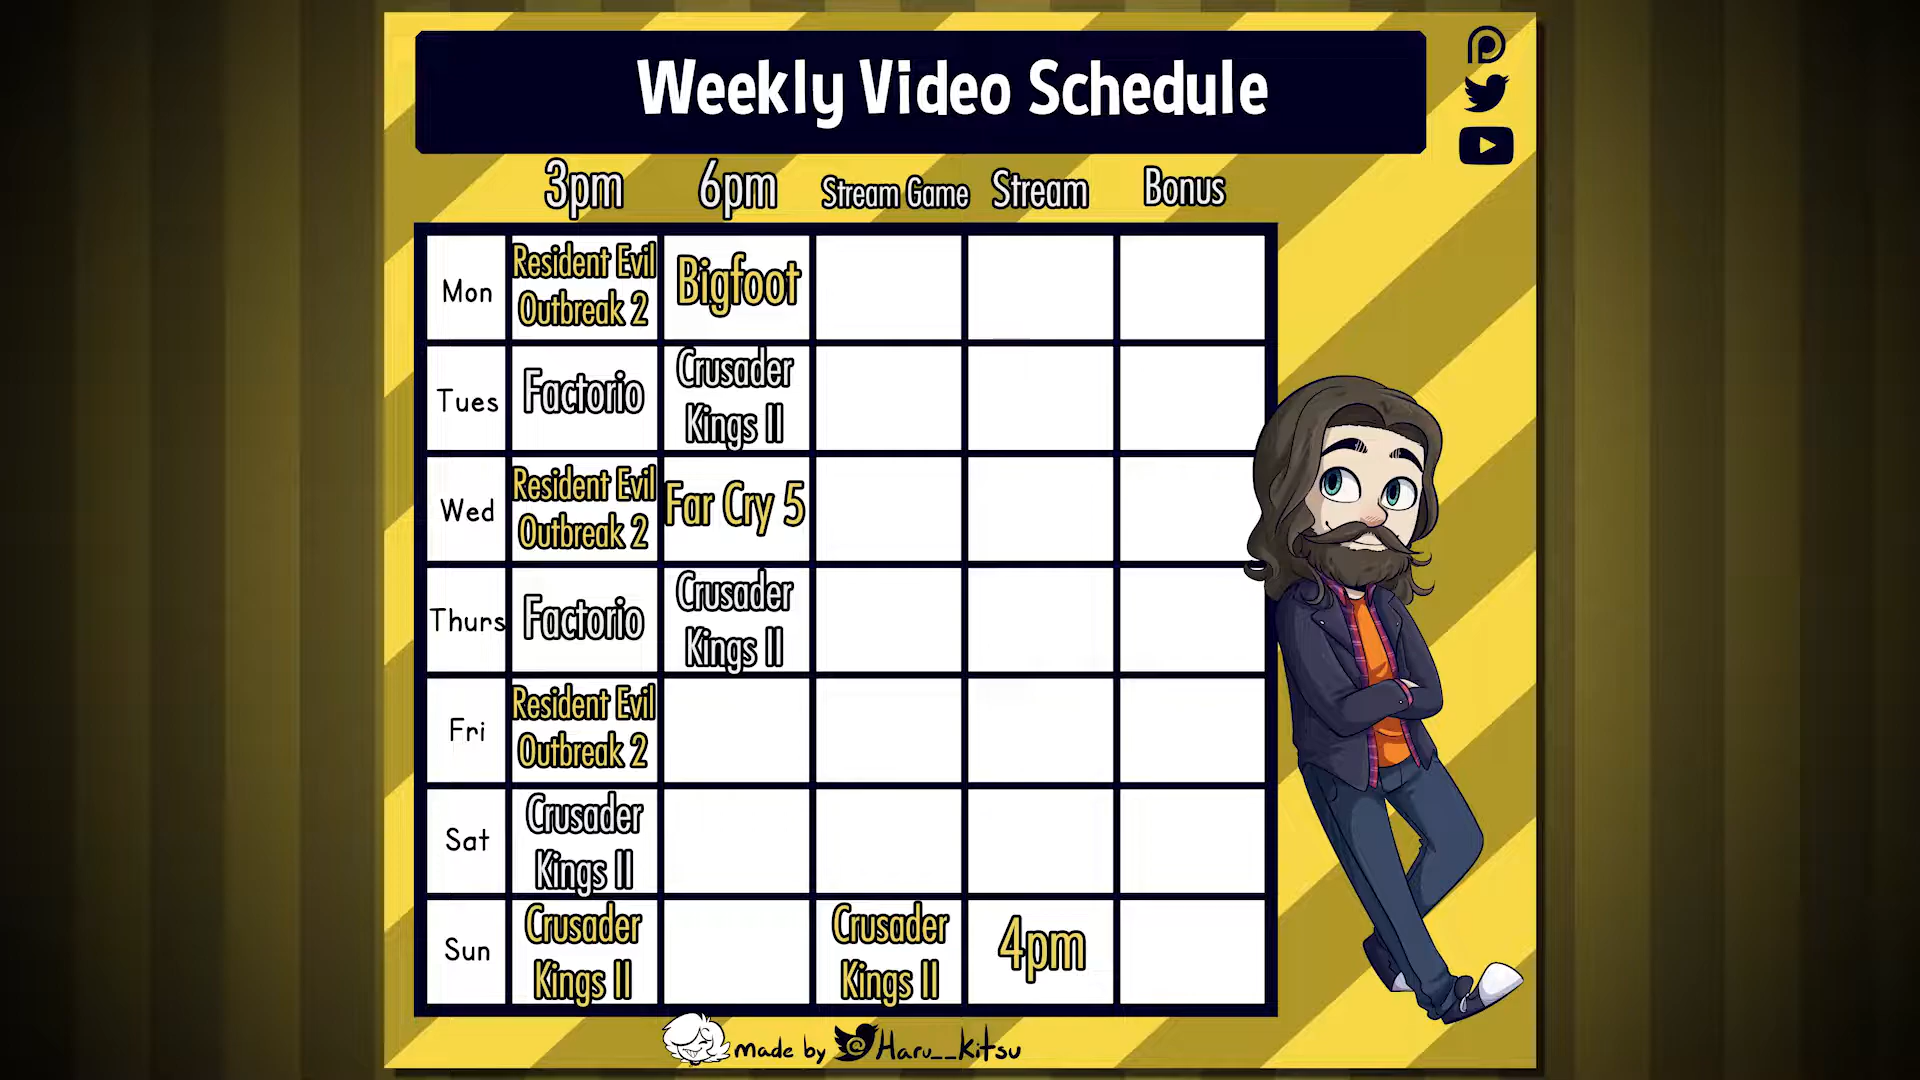 Weekly Video Schedule
3pm 6pm Stream Game Stream Bonus
Mon
Resident Evil
Outbreak 2
Bigfoot
Tues
Factorio
Crusader
Kings II
Wed
Resident Evil
Outbreak 2
Far Cry 5
Thurs
Factorio
Crusader
Kings II
Fri
Resident Evil
Outbreak 2
Sat
Crusader
Kings II
Sun
Crusader
Kings II
Crusader
Kings II
4pm
made by @Haru__Kitsu